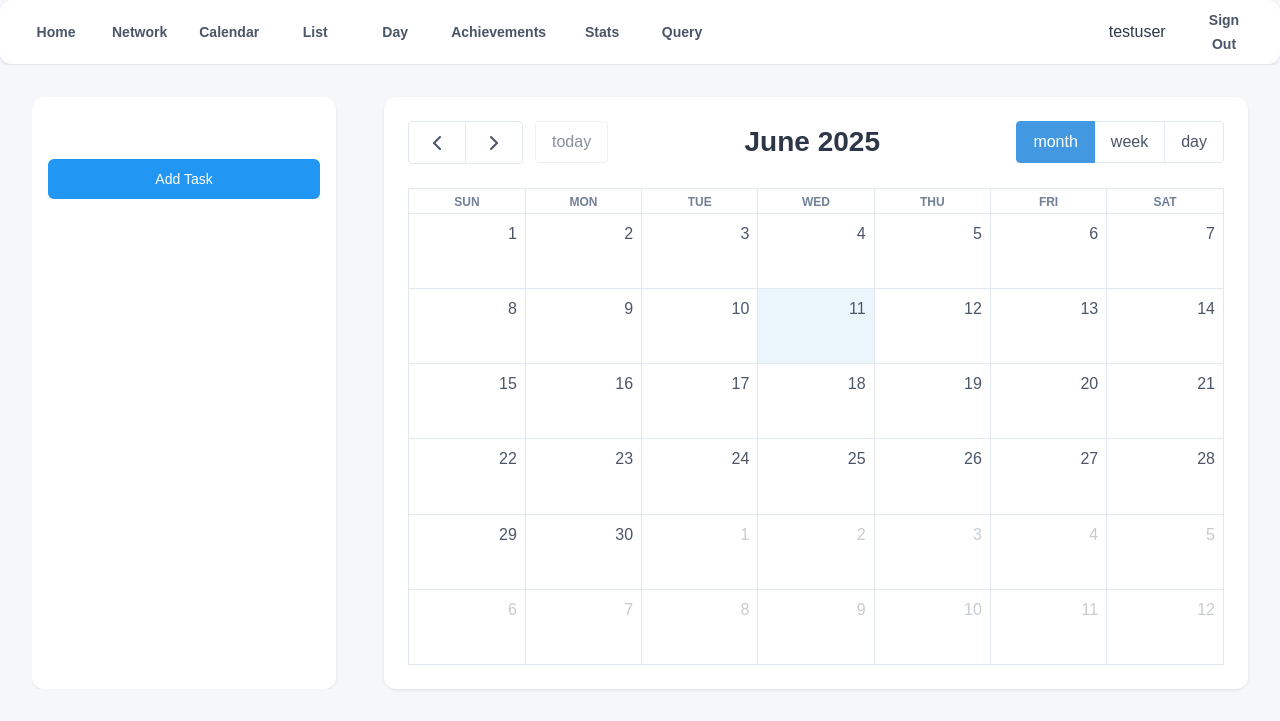 Home Network Calendar List Day Achievements Stats Query testuser Sign Out
Add Task
today June 2025 month week day
SUN MON TUE WED THU FRI SAT
1 2 3 4 5 6 7
8 9 10 11 12 13 14
15 16 17 18 19 20 21
22 23 24 25 26 27 28
29 30 1 2 3 4 5
6 7 8 9 10 11 12